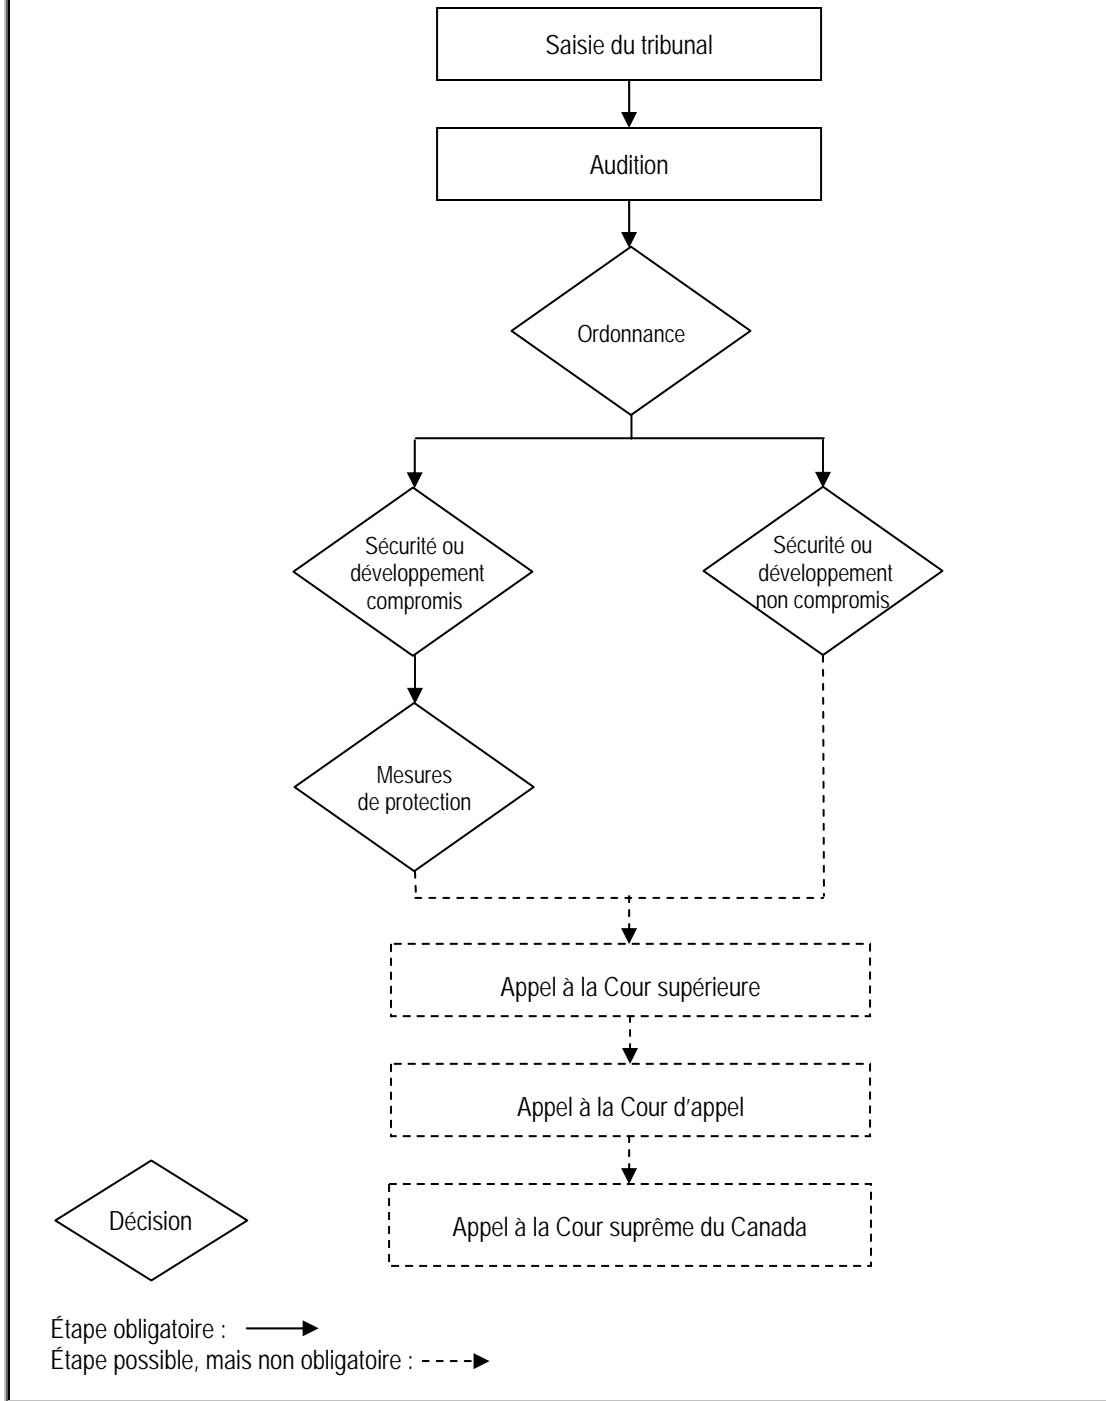 Saisie du tribunal
Audition
Ordonnance
Sécurité ou
développement
compromis
Sécurité ou
développement
non compromis
Mesures
de protection
Appel à la Cour supérieure
Appel à la Cour d’appel
Appel à la Cour suprême du Canada
Décision
Étape obligatoire :
Étape possible, mais non obligatoire :